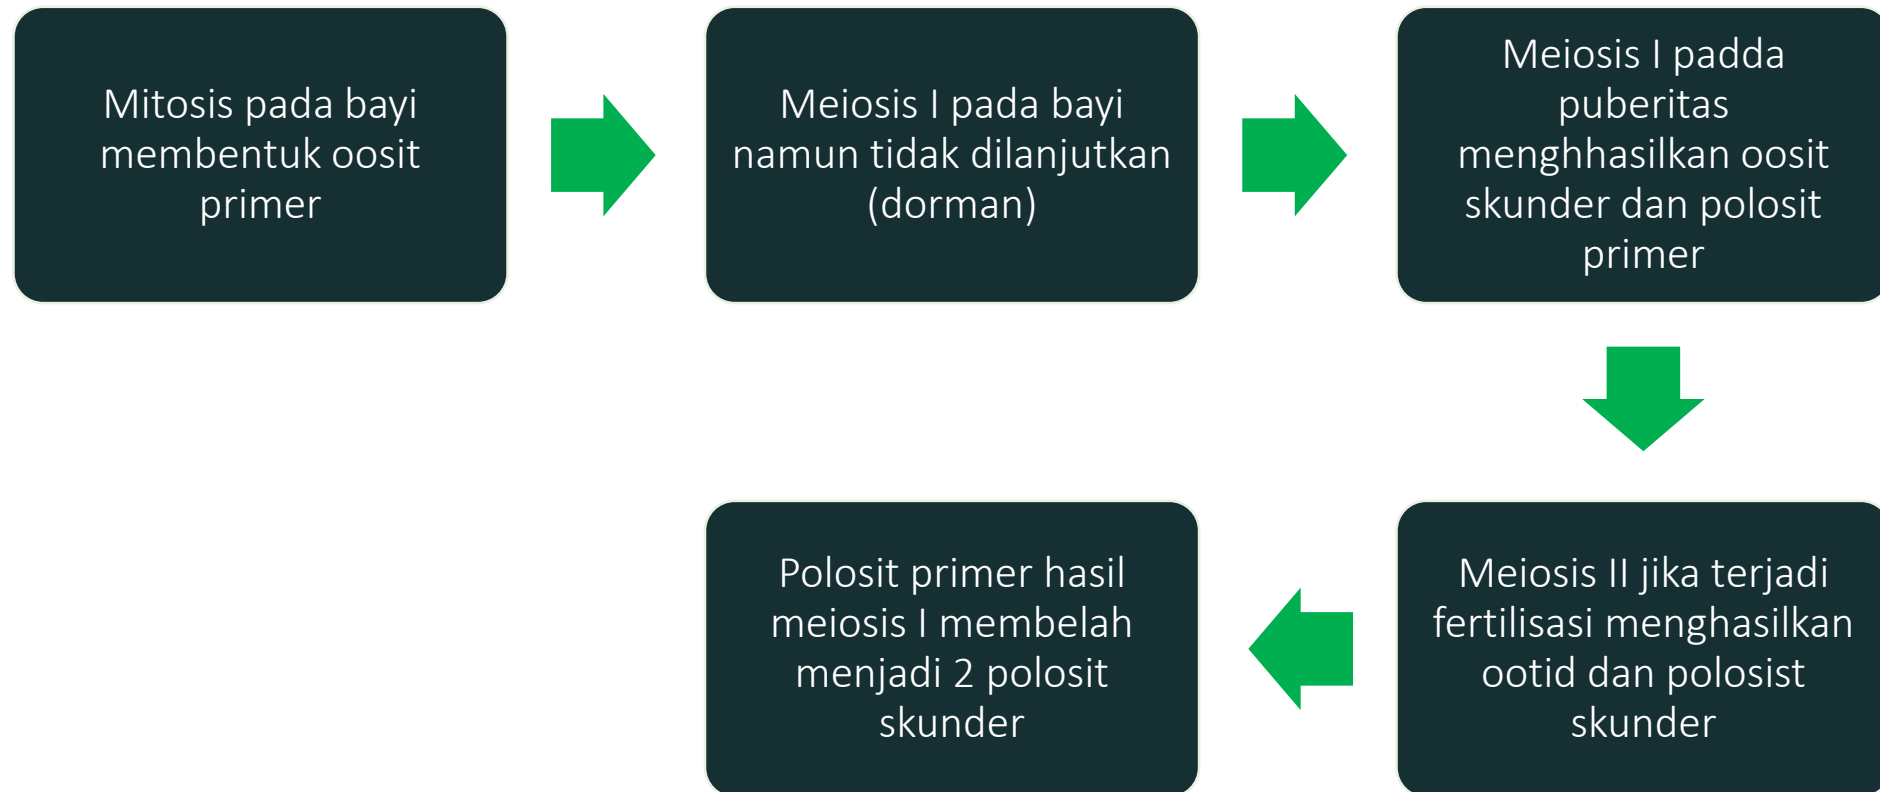 Mitosis pada bayi
membentuk oosit
primer
Meiosis I pada bayi
namun tidak dilanjutkan
(dorman)
Meiosis I padda
puberitas
menghhasilkan oosit
skunder dan polosit
primer
Meiosis II jika terjadi
fertilisasi menghasilkan
ootid dan polosist
skunder
Polosit primer hasil
meiosis I membelah
menjadi 2 polosit
skunder